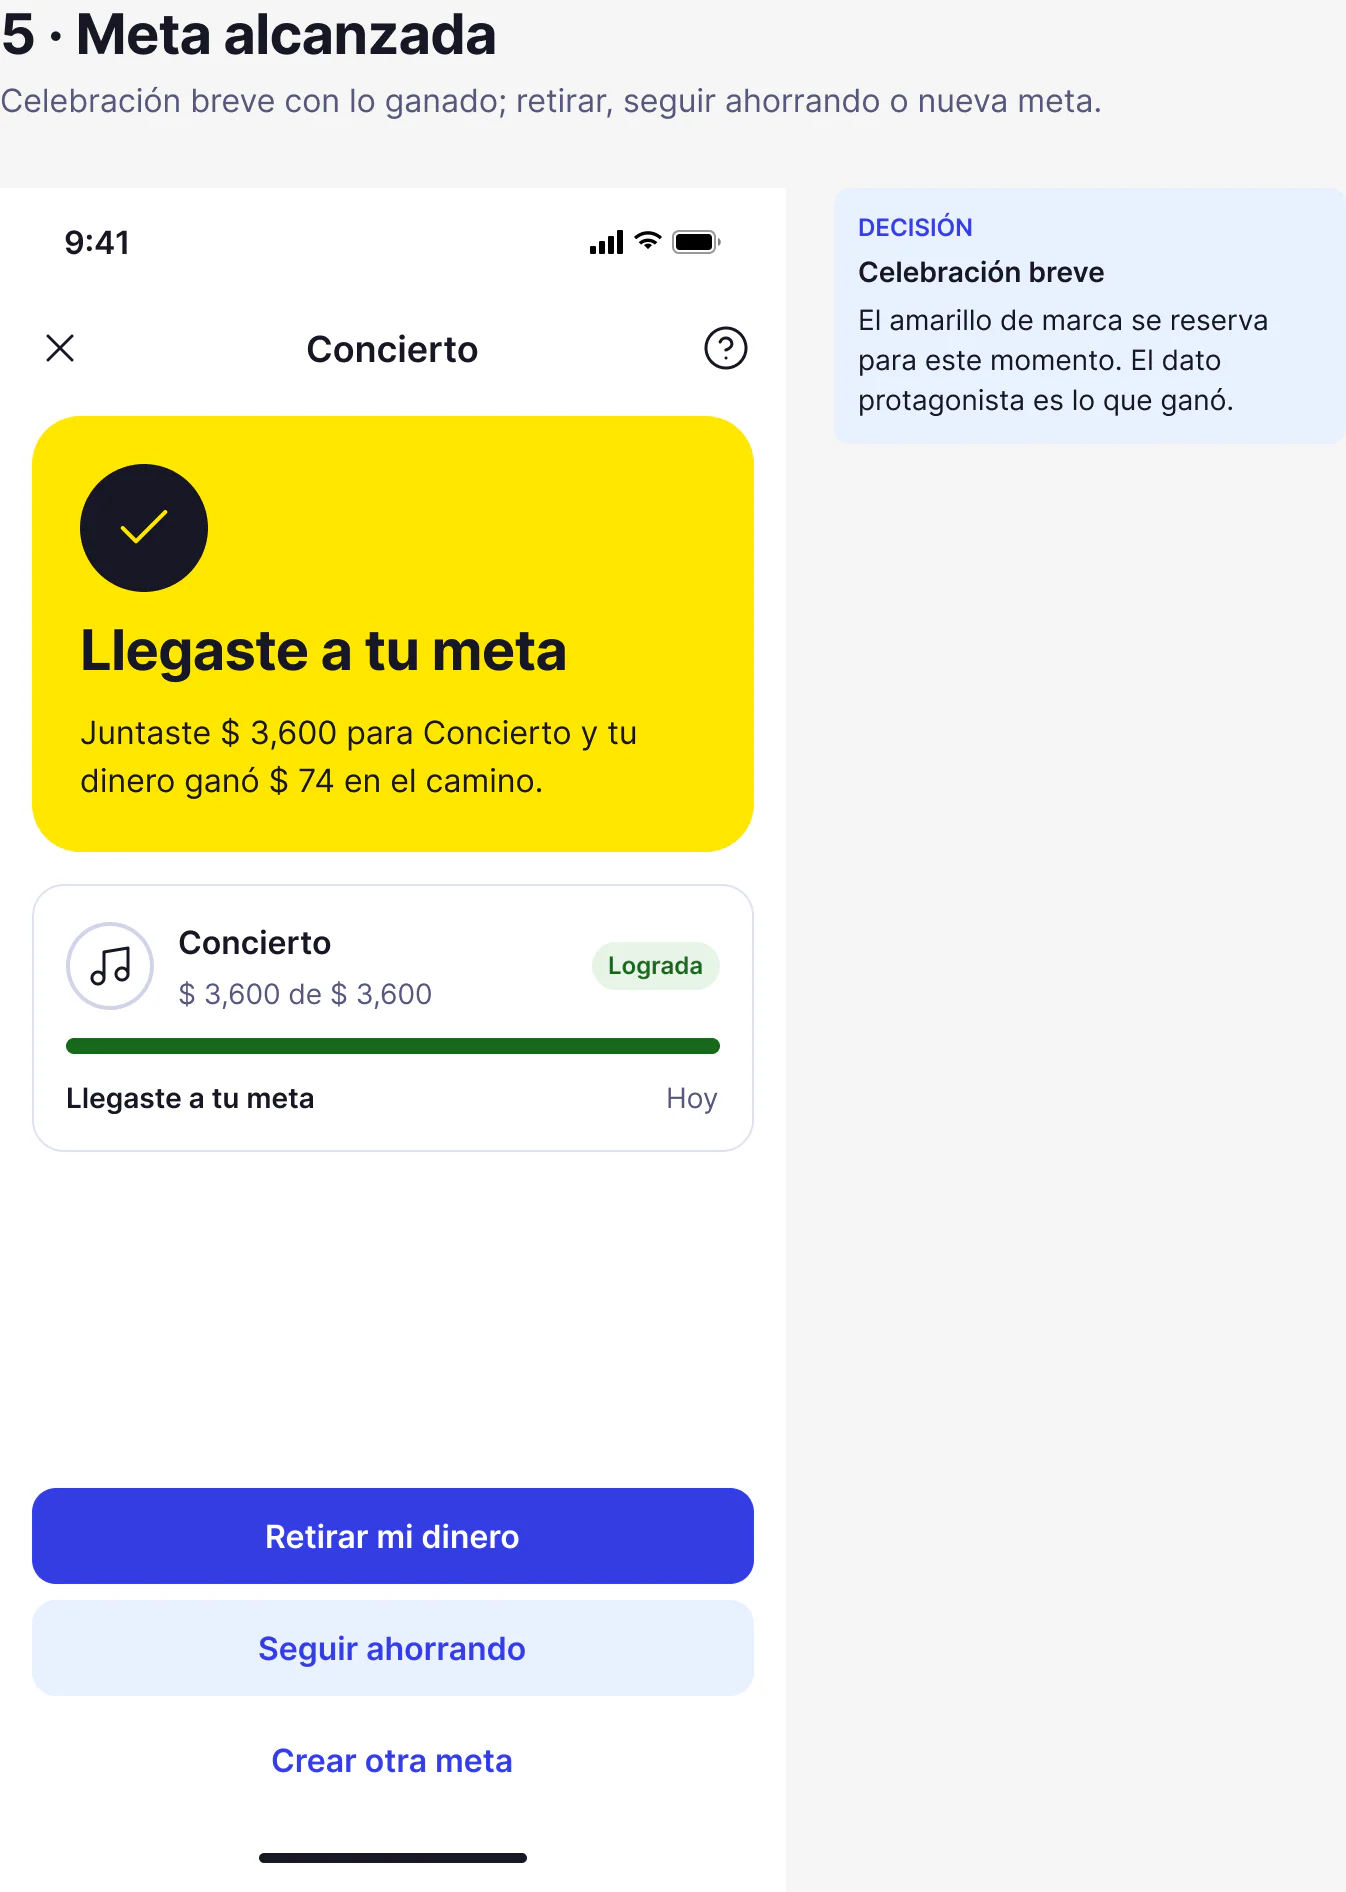 5 · Meta alcanzada
Celebración breve con lo ganado; retirar, seguir ahorrando o nueva meta.
9:41
Concierto
Llegaste a tu meta
Juntaste $ 3,600 para Concierto y tu
dinero ganó $ 74 en el camino.
Concierto
$ 3,600 de $ 3,600
Lograda
Llegaste a tu meta
Hoy
Retirar mi dinero
Seguir ahorrando
Crear otra meta
DECISIÓN
Celebración breve
El amarillo de marca se reserva
para este momento. El dato
protagonista es lo que ganó.